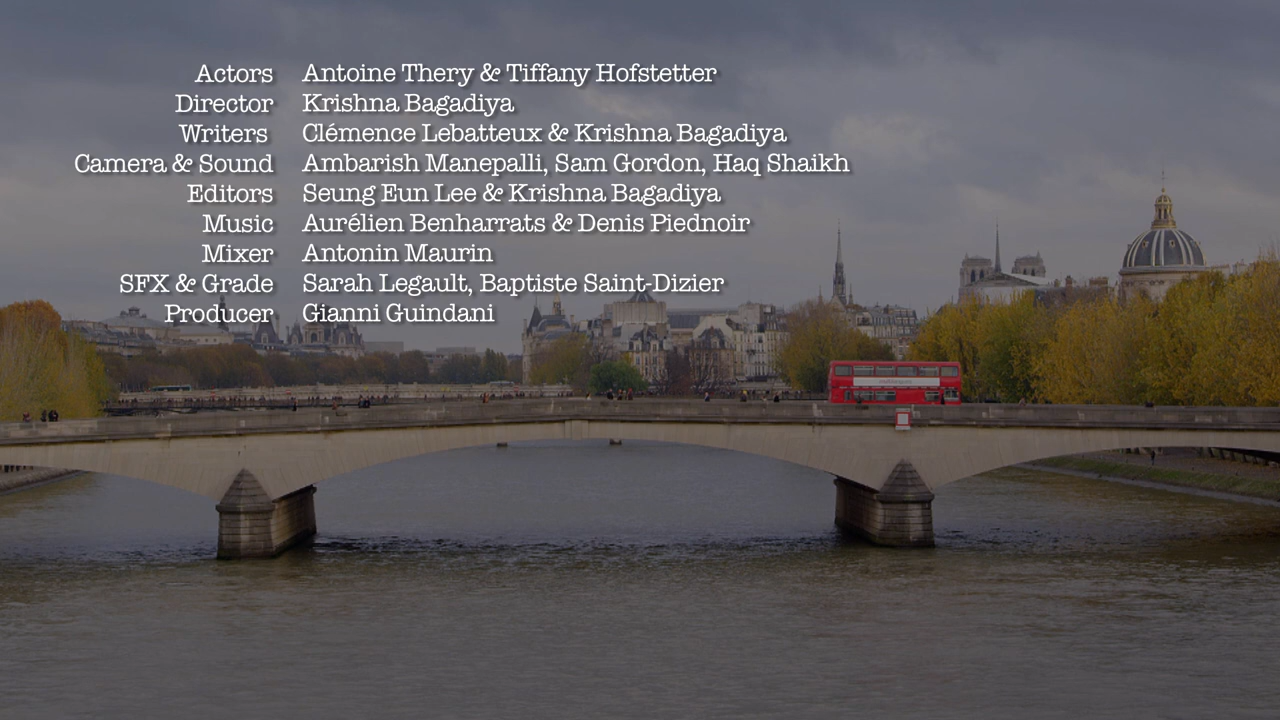 Actors Antoine Thery & Tiffany Hofstetter
Director Krishna Bagadiya
Writers Clémence Lebatteux & Krishna Bagadiya
Camera & Sound Ambarish Manepalli, Sam Gordon, Haq Shaikh
Editors Seung Eun Lee & Krishna Bagadiya
Music Aurélien Benharrats & Denis Piednoir
Mixer Antonin Maurin
SFX & Grade Sarah Legault, Baptiste Saint-Dizier
Producer Gianni Guindani